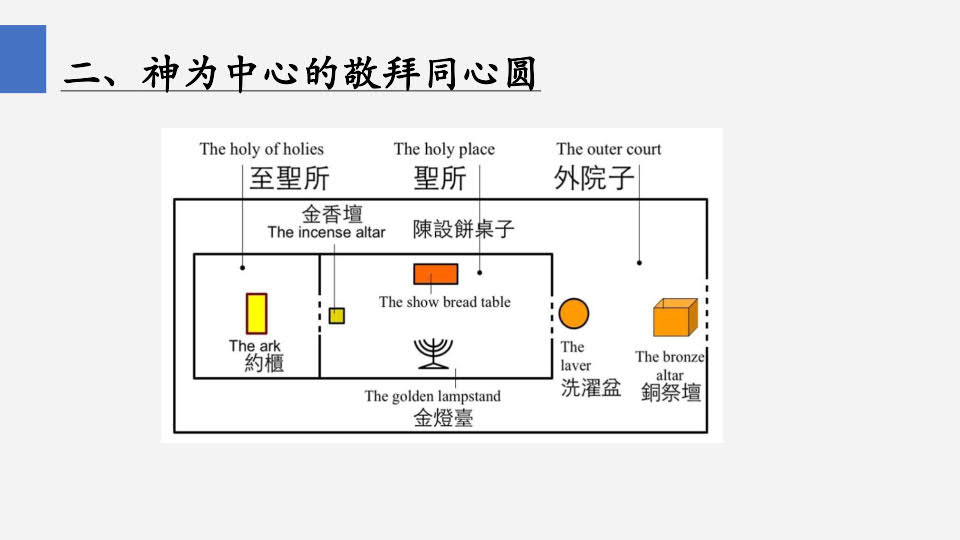 二、神为中心的敬拜同心圆
The holy of holies
至聖所
The holy place
聖所
The outer court
外院子
金香壇
The incense altar
陳設餅桌子
The show bread table
The ark
約櫃
The golden lampstand
金燈臺
The
laver
洗濯盆
The bronze
altar
銅祭壇